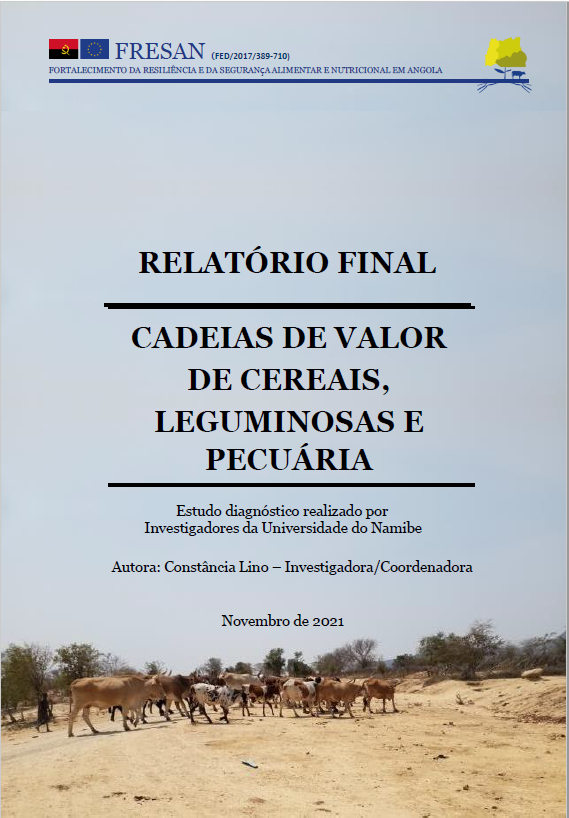 FRESAN (FED/2017/389-710)
FORTALECIMENTO DA RESILIÊNCIA E DA SEGURANçA ALIMENTAR E NUTRICIONAL EM ANGOLA
RELATÓRIO FINAL
CADEIAS DE VALOR
DE CEREAIS,
LEGUMINOSAS E
PECUÁRIA
Estudo diagnóstico realizado por
Investigadores da Universidade do Namibe
Autora: Constância Lino – Investigadora/Coordenadora
Novembro de 2021